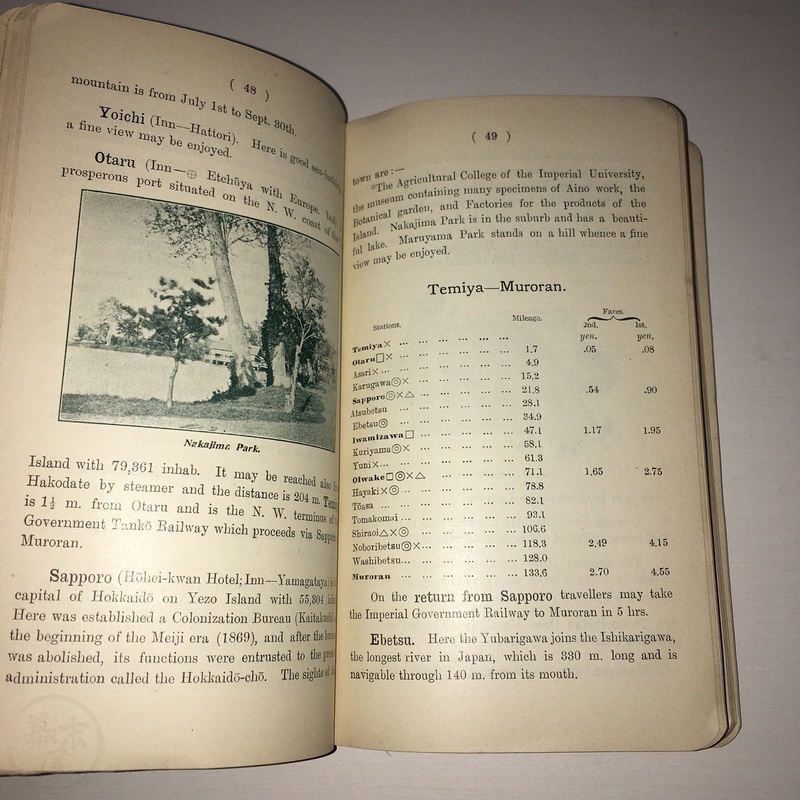 ( 48 )
mountain is from July 1st to Sept. 30th.
Yoichi (Inn—Hattori). Here is good
a fine view may be enjoyed.
Otaru (Inn—⊕ Etchūya with Europe.
prosperous port situated on the N. W. coast of
Nakajima Park.
Island with 79,361 inhab. It may be reached also
Hakodate by steamer and the distance is 204 m.
is 1½ m. from Otaru and is the N. W. terminus of
Government Tankō Railway which proceeds via Sapporo
Muroran.
Sapporo (Hōhei-kwan Hotel; Inn—Yamagataya)
capital of Hokkaidō on Yezo Island with 55,304
Here was established a Colonization Bureau
the beginning of the Meiji era (1869), and after the
was abolished, its functions were entrusted to the
administration called the Hokkaidō-chō. The sights of
( 49 )
town are :—
The Agricultural College of the Imperial University,
the museum containing many specimens of Aino work, the
Botanical garden, and Factories for the products of the
Island. Nakajima Park is in the suburb and has a beauti-
ful lake. Maruyama Park stands on a hill whence a fine
view may be enjoyed.
Temiya—Muroran.
Stations. Mileage. Fares.
2nd. 1st.
yen. yen.
Temiya× ... ... ... ... ... ...
Otaru□× ... ... ... ... ... 1.7 .05 .08
Asari× ... ... ... ... ... ... 4.9
Karugawa◎× ... ... ... ... ... 15.2
Sapporo◎×△ ... ... ... ... ... 21.8 .54 .90
Atsubetsu ... ... ... ... ... 28.1
Ebetsu◎ ... ... ... ... ... 34.9
Iwamizawa□ ... ... ... ... ... 47.1 1.17 1.95
Kuriyama◎× ... ... ... ... ... 58.1
Yuni×... ... ... ... ... ... 61.3
Oiwake□◎×△ ... ... ... ... 71.1 1.65 2.75
Hayaki×◎ ... ... ... ... ... 78.8
Tōasa ... ... ... ... ... ... 82.1
Tomakomai ... ... ... ... ... 93.1
Shiraoi△×◎ ... ... ... ... ... 106.6
Noboribetsu◎×... ... ... ... ... 118.3 2.49 4.15
Washibetsu... ... ... ... ... ... 128.0
Muroran ... ... ... ... ... ... 133.6 2.70 4.55
On the return from Sapporo travellers may take
the Imperial Government Railway to Muroran in 5 hrs.
Ebetsu. Here the Yubarigawa joins the Ishikarigawa,
the longest river in Japan, which is 330 m. long and is
navigable through 140 m. from its mouth.